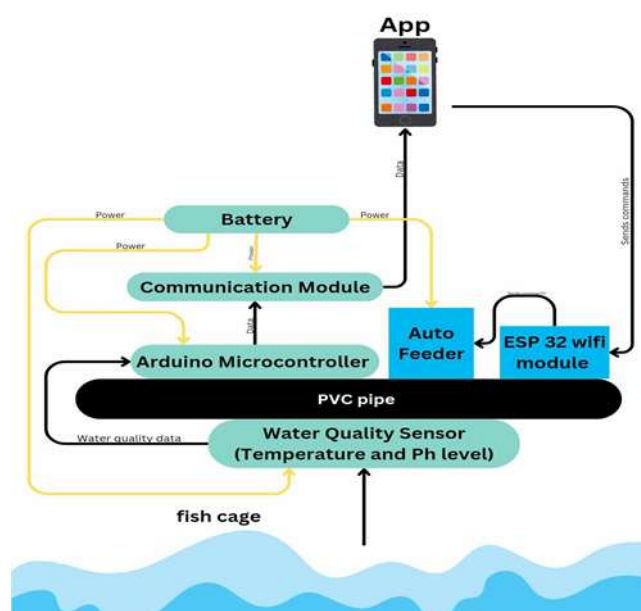 App
Data
Sends commands
Power
Battery
Power
Power
Power
Communication Module
Data
Auto
Feeder
ESP 32 wifi
module
Arduino Microcontroller
PVC pipe
Water quality data
Water Quality Sensor
(Temperature and Ph level)
fish cage